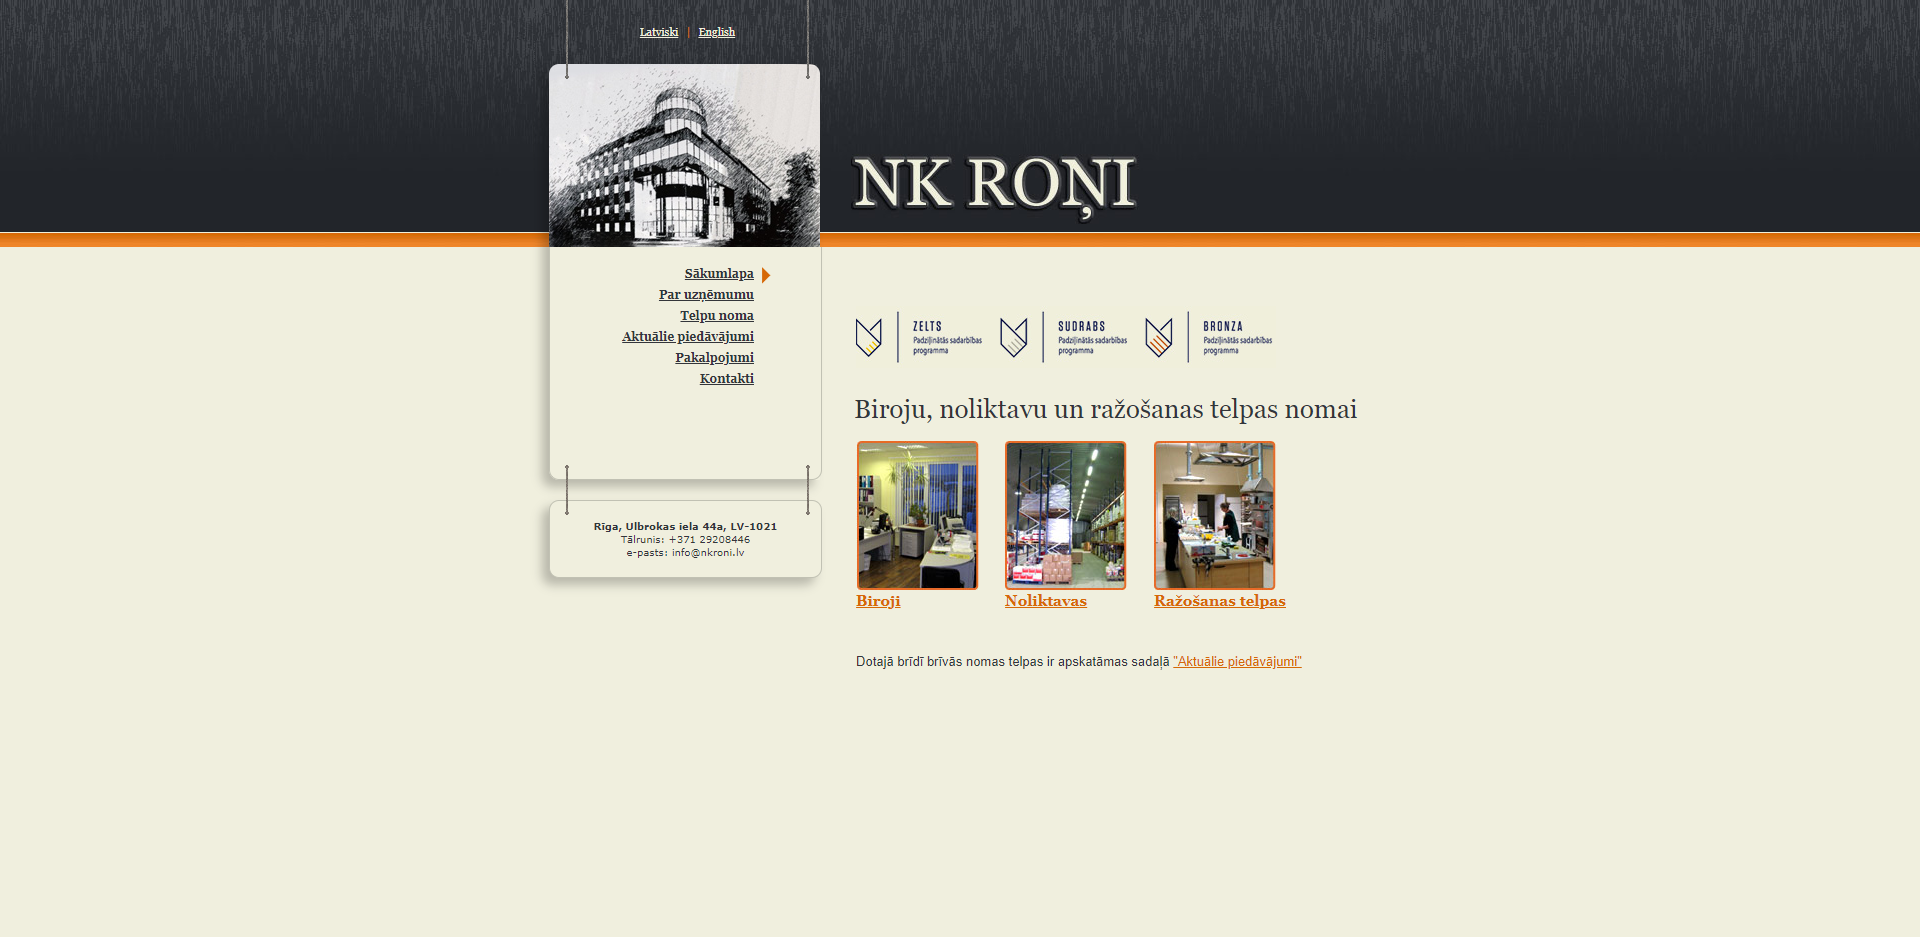 Latviski | English
NK ROŅI
Sākumlapa
Par uzņēmumu
Telpu noma
Aktuālie piedāvājumi
Pakalpojumi
Kontakti
Rīga, Ulbrokas iela 44a, LV-1021
Tālrunis: +371 29208446
e-pasts: info@nkroni.lv
ZELTS
Padziļinātās sadarbības
programma
SUDRABS
Padziļinātās sadarbības
programma
BRONZA
Padziļinātās sadarbības
programma
Biroju, noliktavu un ražošanas telpas nomai
Biroji
Noliktavas
Ražošanas telpas
Dotajā brīdī brīvās nomas telpas ir apskatāmas sadaļā "Aktuālie piedāvājumi"